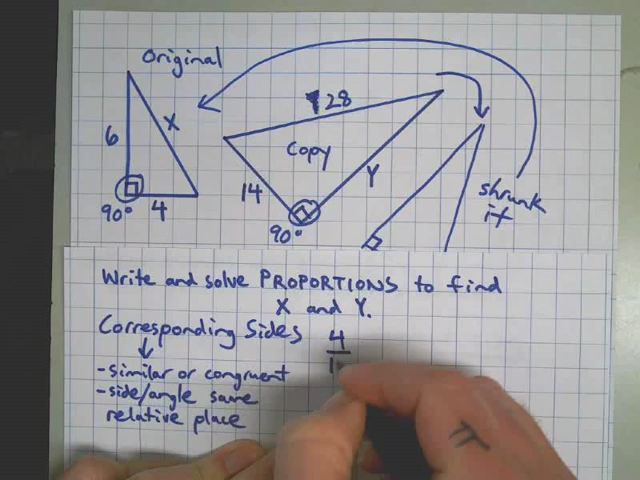 Original
6
X
4
90°
28
Copy
14
Y
90°
shrunk
it
Write and solve PROPORTIONS to find
X and Y.
Corresponding Sides
-similar or congruent
-side/angle same
relative place
4